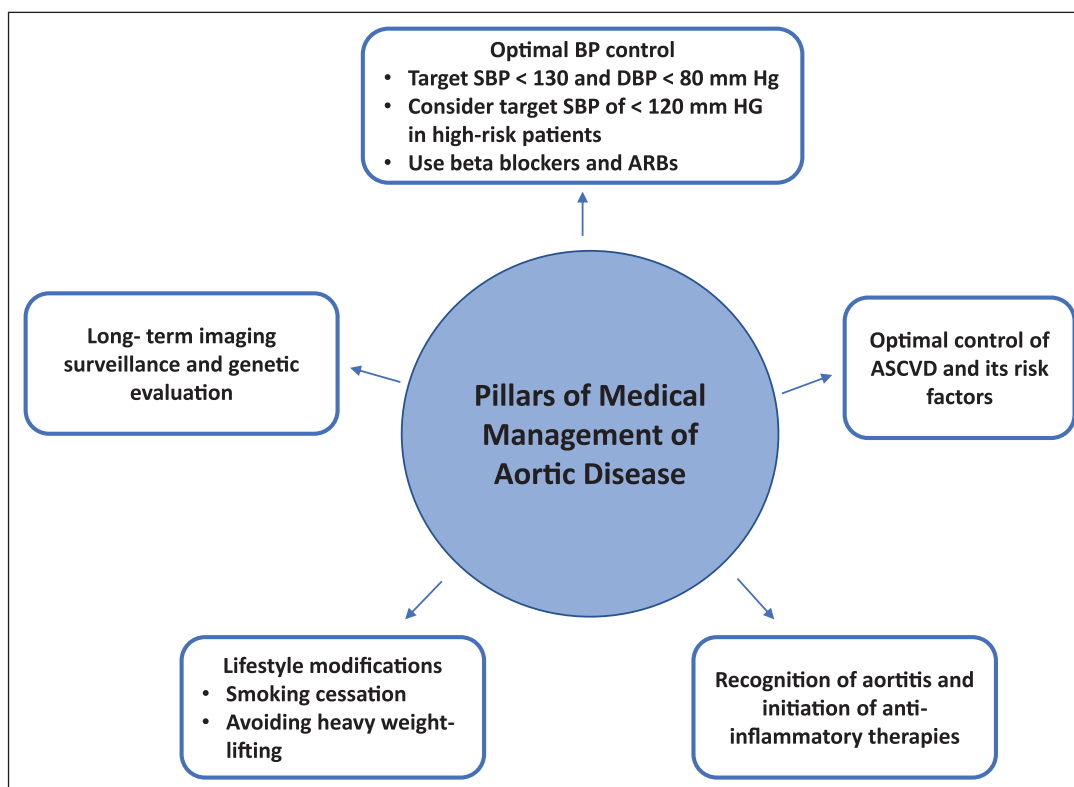 Optimal BP control
• Target SBP < 130 and DBP < 80 mm Hg
• Consider target SBP of < 120 mm HG
in high-risk patients
• Use beta blockers and ARBs
Long- term imaging
surveillance and genetic
evaluation
Pillars of Medical
Management of
Aortic Disease
Optimal control of
ASCVD and its risk
factors
Lifestyle modifications
• Smoking cessation
• Avoiding heavy weight-
lifting
Recognition of aortitis and
initiation of anti-
inflammatory therapies